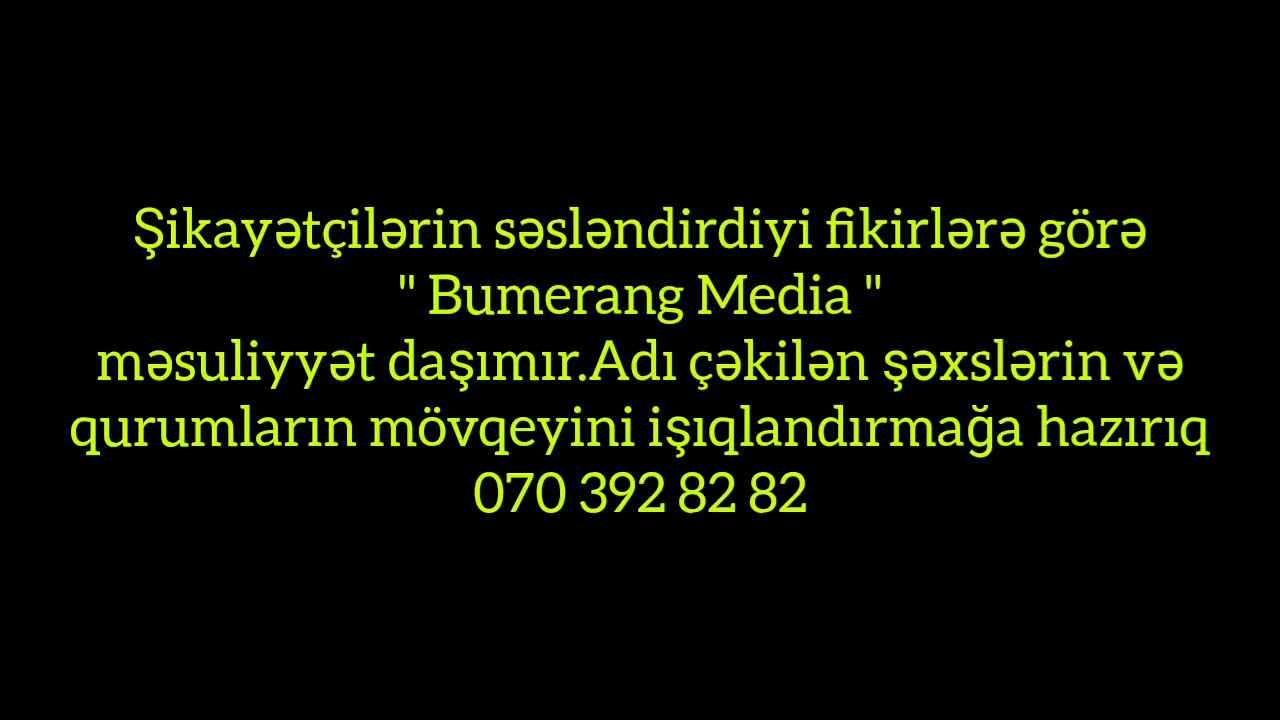 Şikayətçilərin səsləndirdiyi fikirlərə görə
" Bumerang Media "
məsuliyyət daşımır.Adı çəkilən şəxslərin və
qurumların mövqeyini işıqlandırmağa hazırıq
070 392 82 82